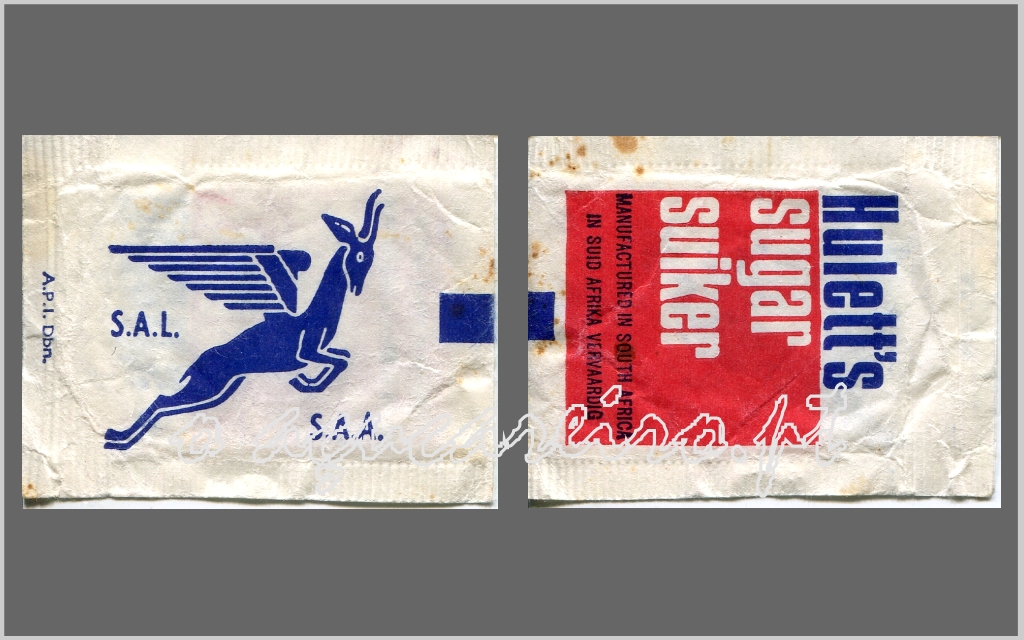 A.P.I. Dbn.
S.A.L.
S.A.A.
Hulett's
sugar
suiker
MANUFACTURED IN SOUTH AFRICA
IN SUID AFRIKA VERVAARDIG